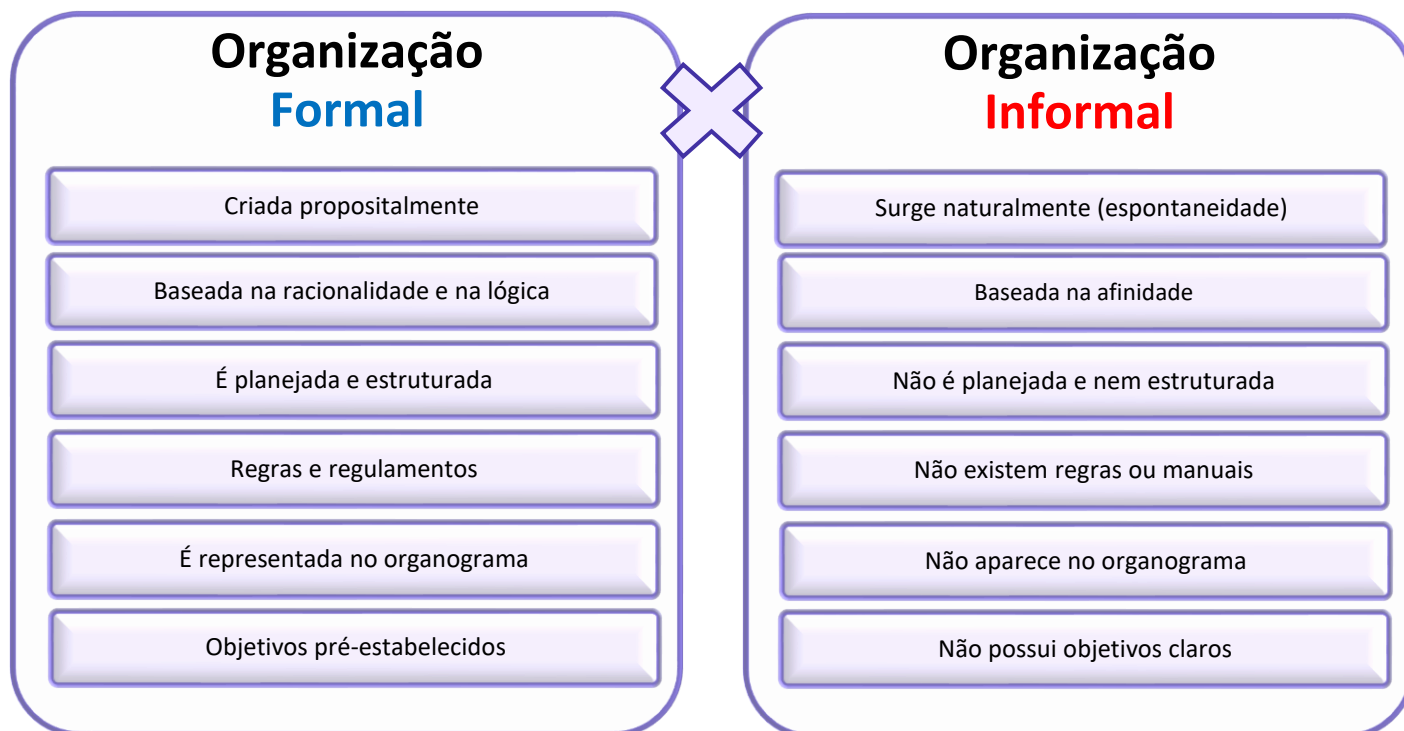 Organização
Formal
Criada propositalmente
Baseada na racionalidade e na lógica
É planejada e estruturada
Regras e regulamentos
É representada no organograma
Objetivos pré-estabelecidos
Organização
Informal
Surge naturalmente (espontaneidade)
Baseada na afinidade
Não é planejada e nem estruturada
Não existem regras ou manuais
Não aparece no organograma
Não possui objetivos claros